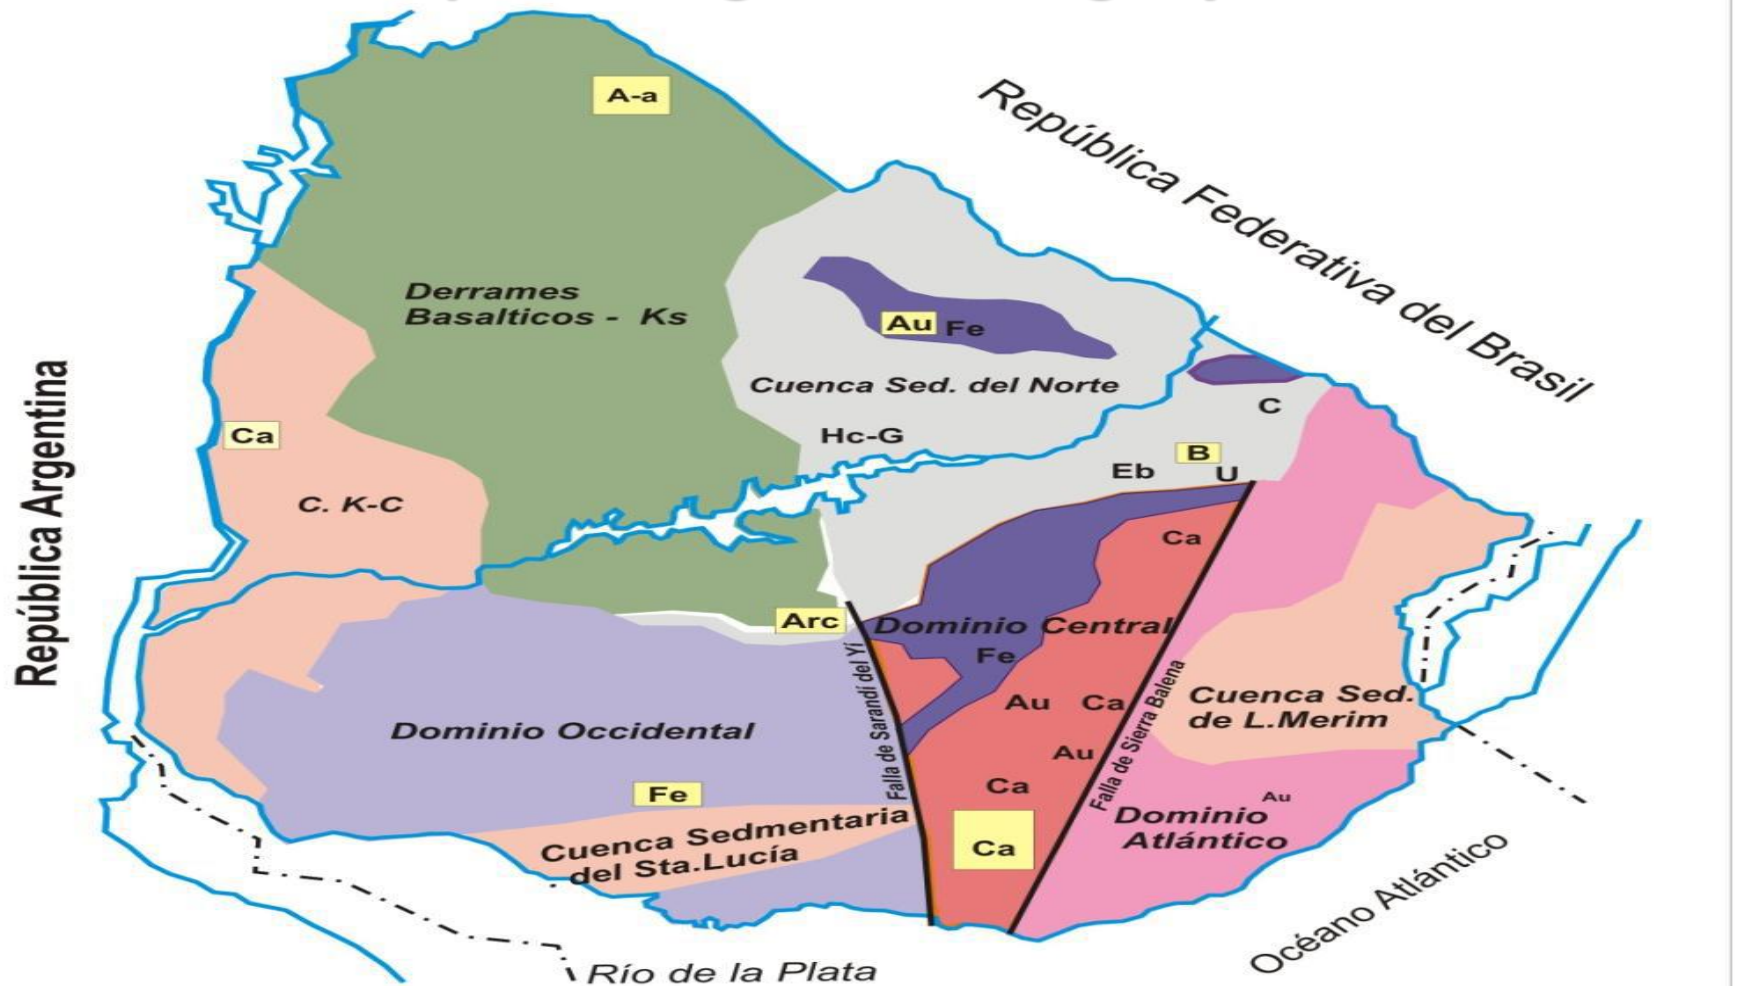 República Federativa del Brasil
A-a
Derrames
Basalticos - Ks
Au Fe
Cuenca Sed. del Norte
C
República Argentina
Ca
Hc-G
B
Eb
U
C. K-C
Ca
Arc
Dominio Central
Fe
Falla de Sarandí del Yí
Falla de Sierra Balena
Au
Ca
Cuenca Sed.
de L.Merim
Dominio Occidental
Au
Ca
Fe
Au
Dominio
Atlántico
Cuenca Sedmentaria
del Sta.Lucía
Ca
Océano Atlántico
Río de la Plata